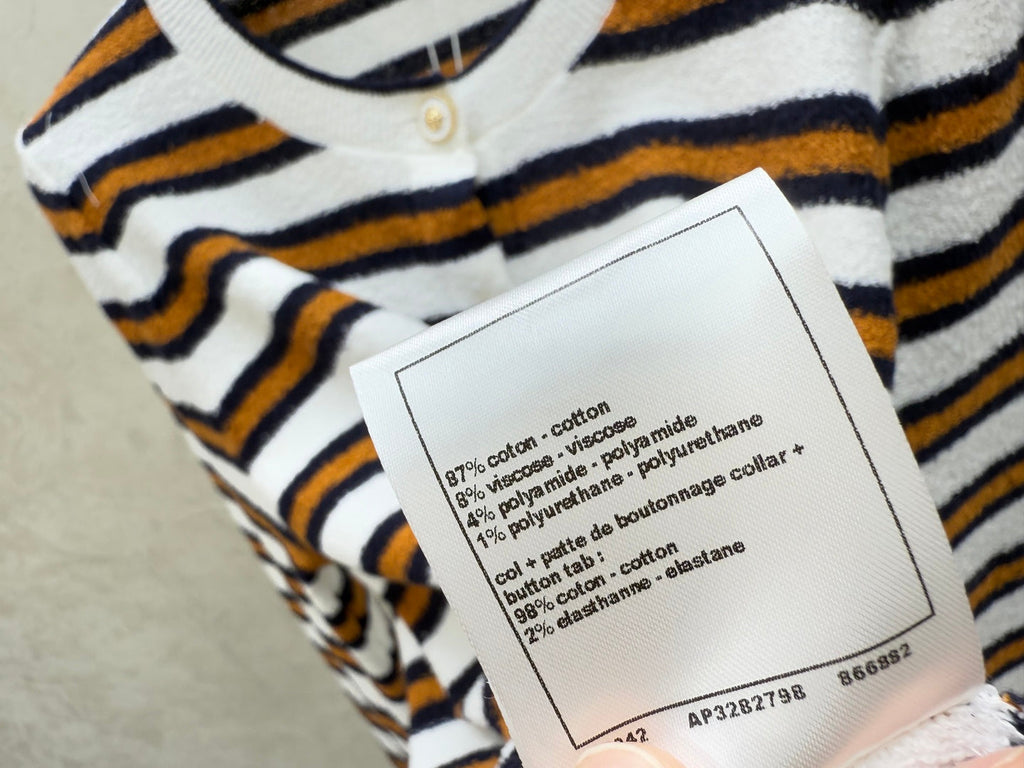 87% coton - cotton
8% viscose - viscose
4% polyamide - polyamide
1% polyurethane - polyurethane
col + patte de boutonnage collar +
button tab :
98% coton - cotton
2% elasthanne - elastane
AP3282798 866882